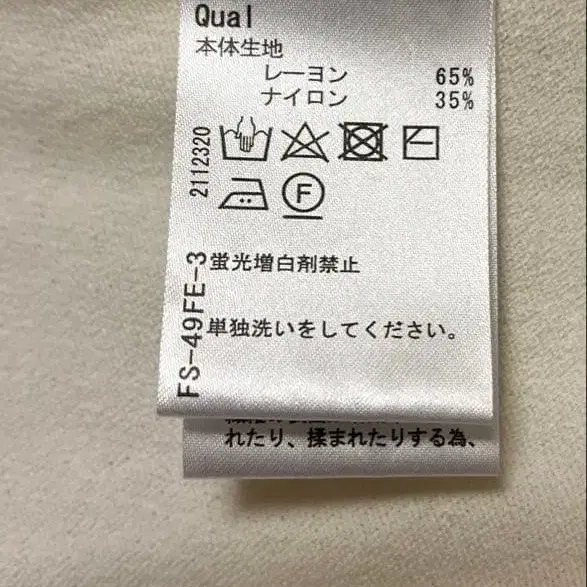 Qual
本体生地
レーヨン 65%
ナイロン 35%
2112320
F
FS-49FE-3
蛍光増白剤禁止
単独洗いをしてください。
れたり、揉まれたりする為、